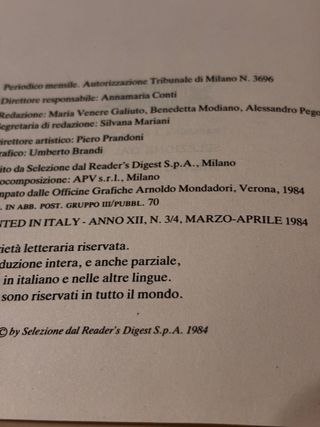 Periodico mensile. Autorizzazione Tribunale di Milano N. 3696
Direttore responsabile: Annamaria Conti
Redazione: Maria Venere Galiuto, Benedetta Modiano, Alessandro Pego
egretaria di redazione: Silvana Mariani
Direttore artistico: Piero Prandoni
rafico: Umberto Brandi
ito da Selezione dal Reader's Digest S.p.A., Milano
ocomposizione: APV s.r.l., Milano
mpato dalle Officine Grafiche Arnoldo Mondadori, Verona, 1984
. IN ABB. POST. GRUPPO III/PUBBL. 70
NTED IN ITALY - ANNO XII, N. 3/4, MARZO-APRILE 1984
rietà letteraria riservata.
duzione intera, e anche parziale,
in italiano e nelle altre lingue.
sono riservati in tutto il mondo.
© by Selezione dal Reader's Digest S.p.A. 1984